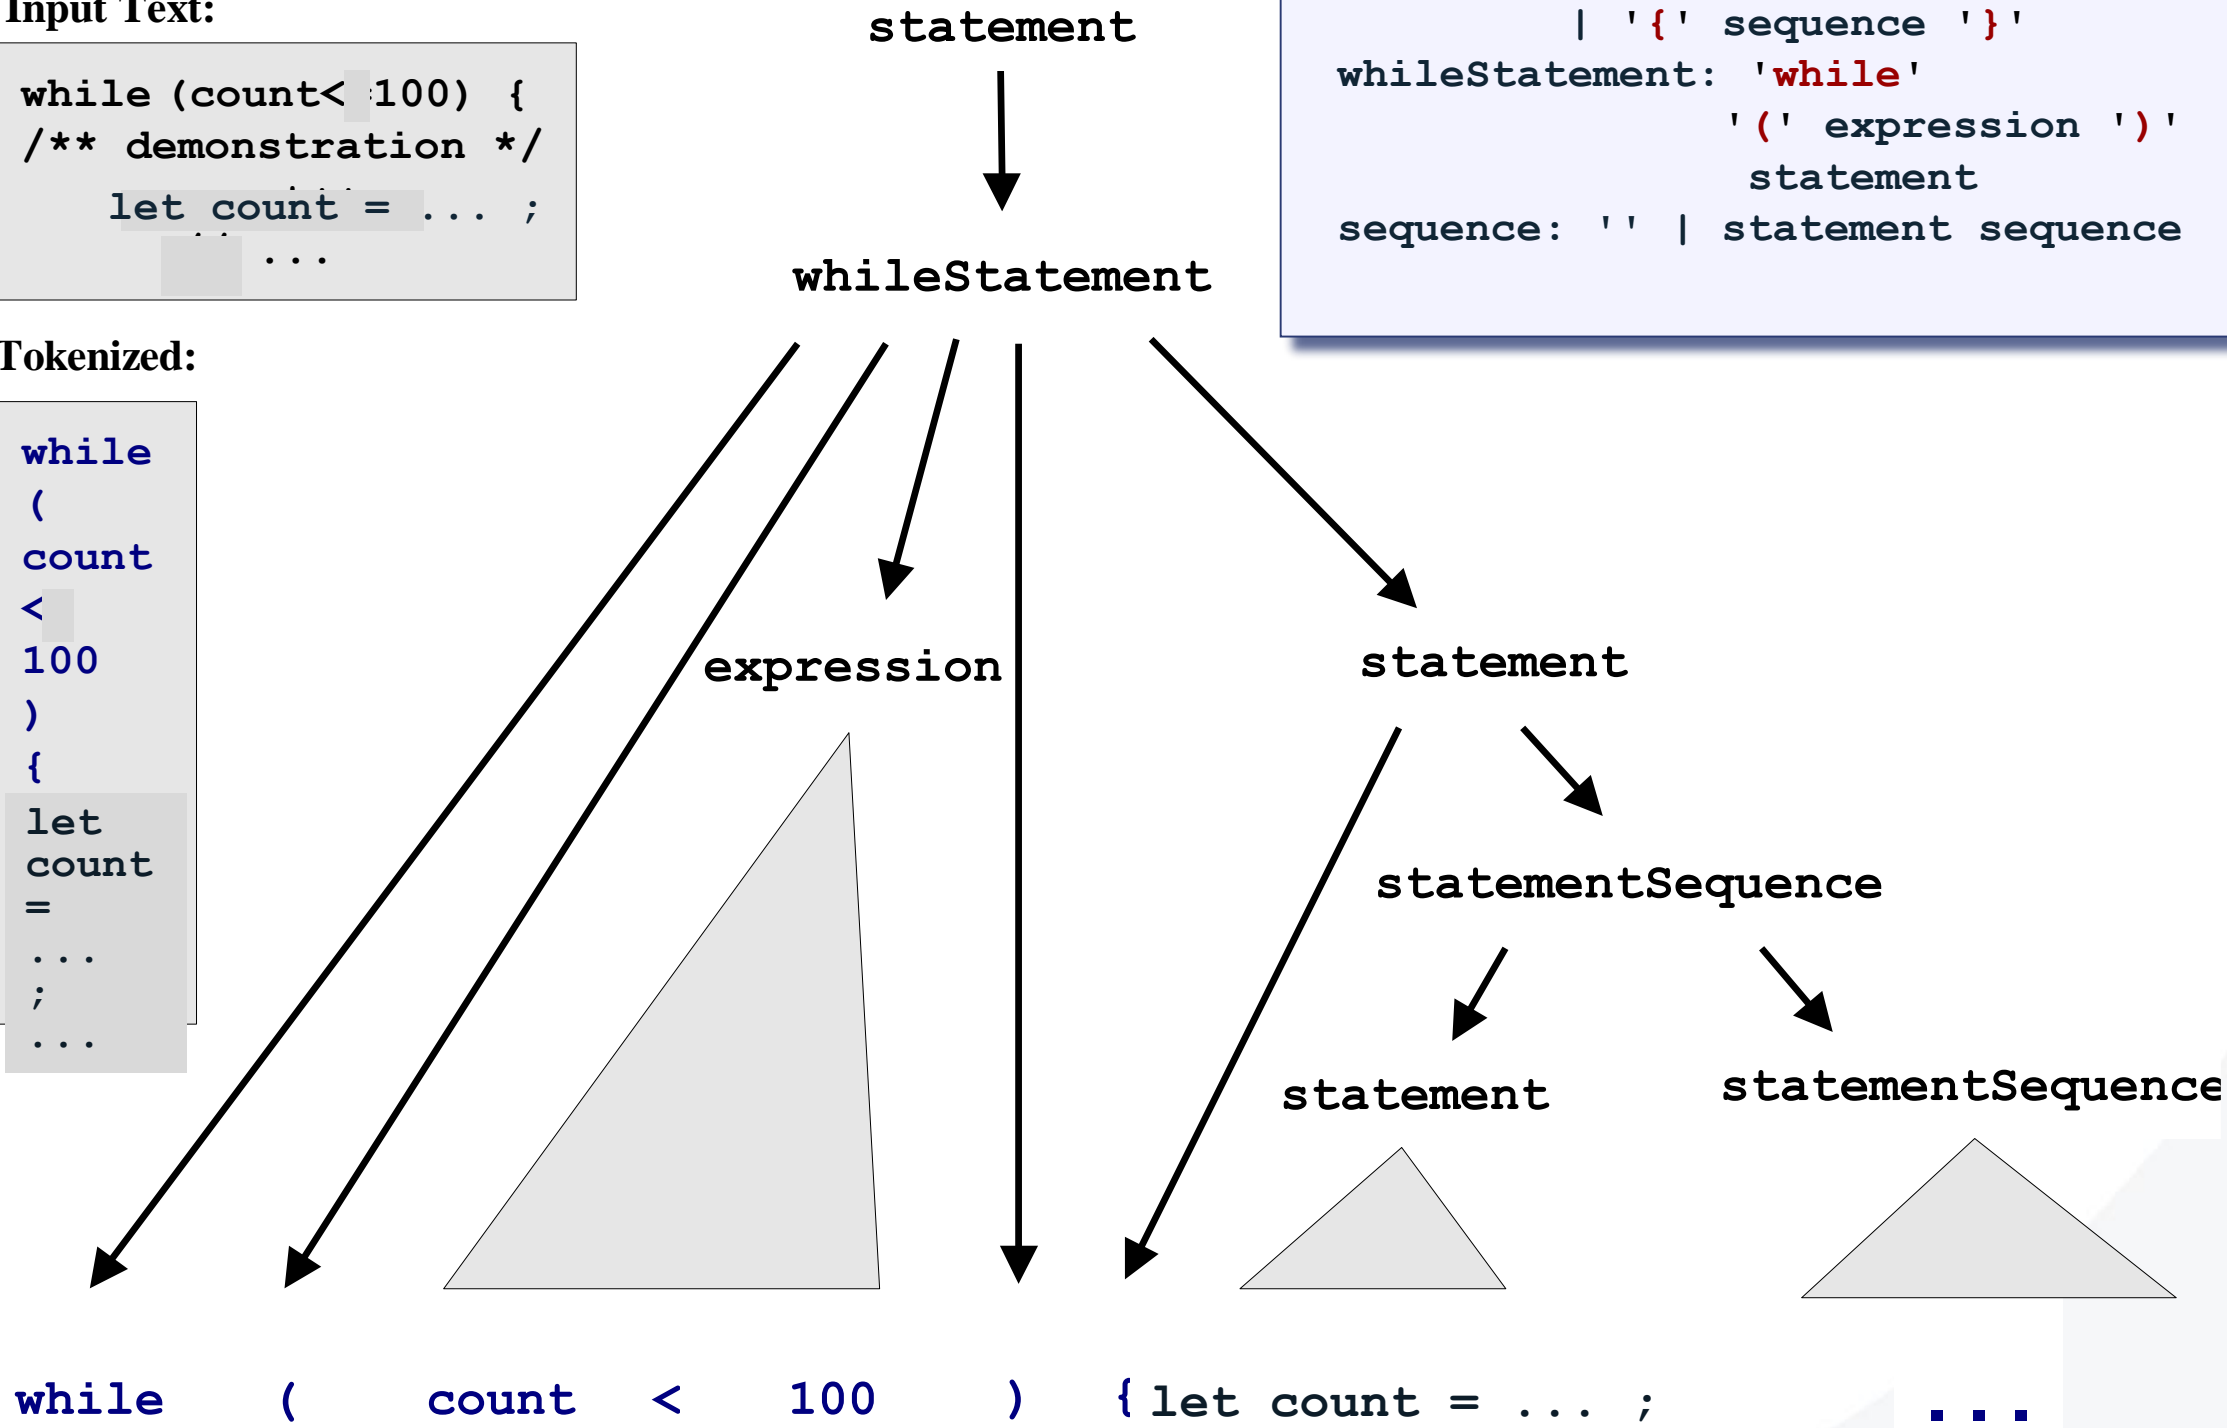 Input Text:
while (count< 100) {
/** demonstration */
let count = ... ;
...
Tokenized:
while
(
count
<
100
)
{
let
count
=
...
;
...
| '{' sequence '}'
whileStatement: 'while'
'(' expression ')'
statement
sequence: '' | statement sequence
statement
whileStatement
expression
statement
statementSequence
statement
statementSequence
while ( count < 100 ) { let count = ... ; ...